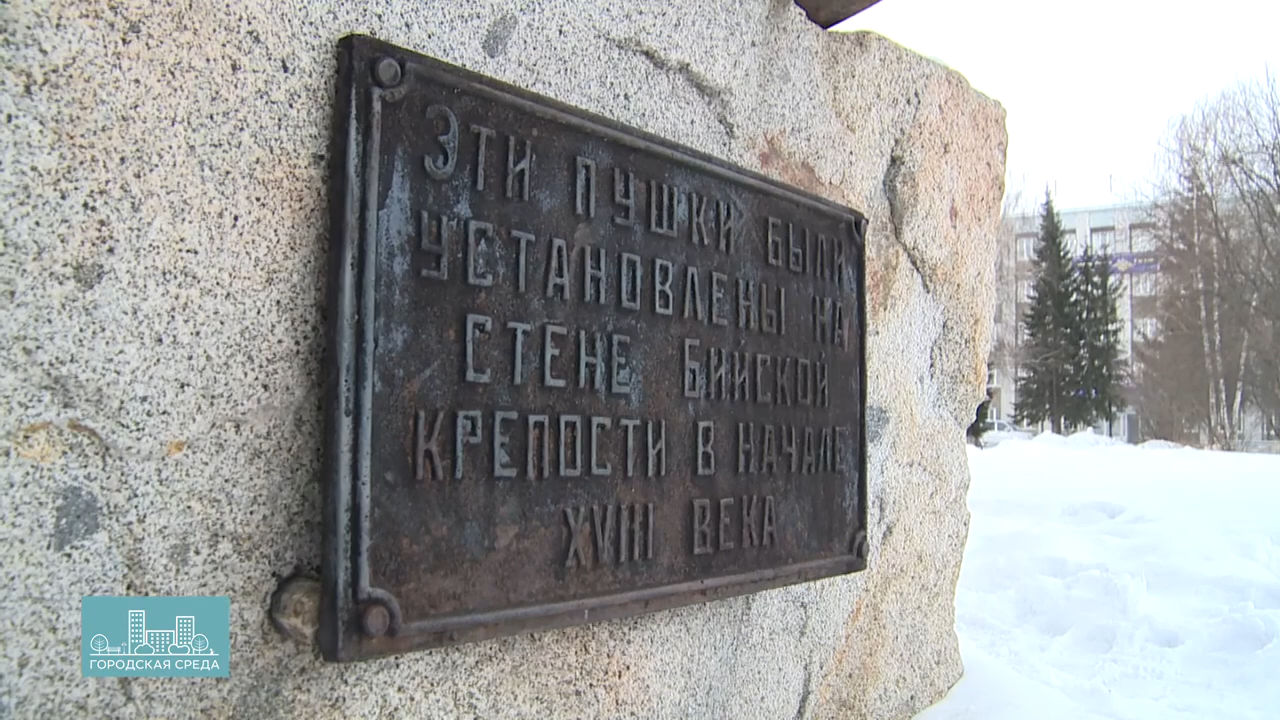 ЭТИ ПУШКИ БЫЛИ
УСТАНОВЛЕНЫ НА
СТЕНЕ БИЙСКОЙ
КРЕПОСТИ В НАЧАЛЕ
XVIII ВЕКА
ГОРОДСКАЯ СРЕДА